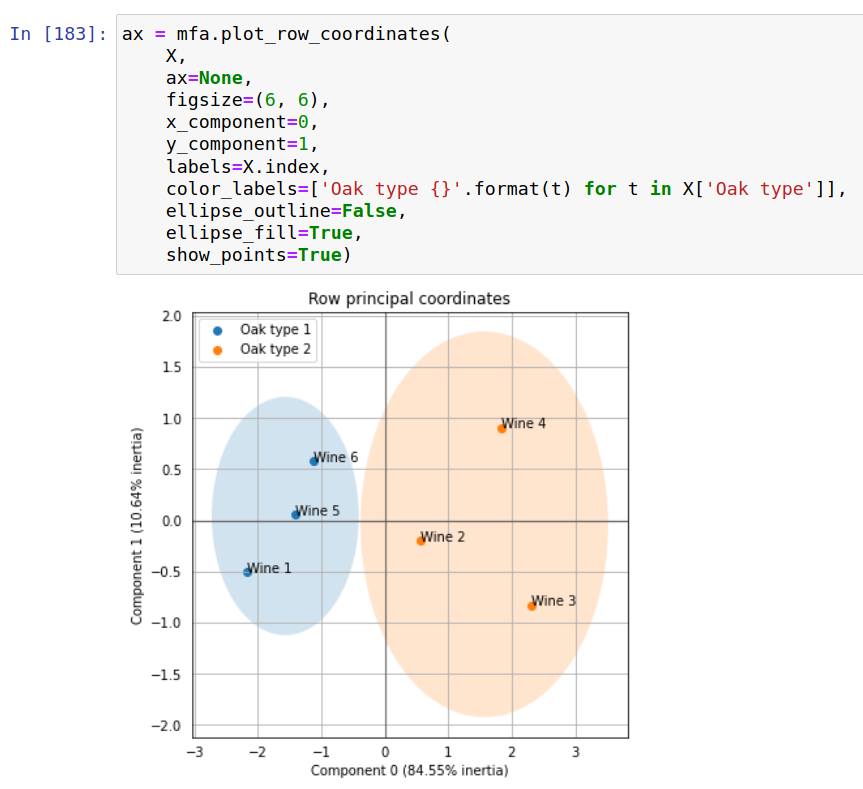 In [183]: ax = mfa.plot_row_coordinates(
X,
ax=None,
figsize=(6, 6),
x_component=0,
y_component=1,
labels=X.index,
color_labels=['Oak type {}'.format(t) for t in X['Oak type']],
ellipse_outline=False,
ellipse_fill=True,
show_points=True)
Row principal coordinates
2.0
Oak type 1
Oak type 2
1.5
1.0
Wine 4
0.5
Wine 6
Wine 5
0.0
Wine 2
−0.5
Wine 1
Wine 3
−1.0
−1.5
−2.0
Component 1 (10.64% inertia)
−3 −2 −1 0 1 2 3
Component 0 (84.55% inertia)